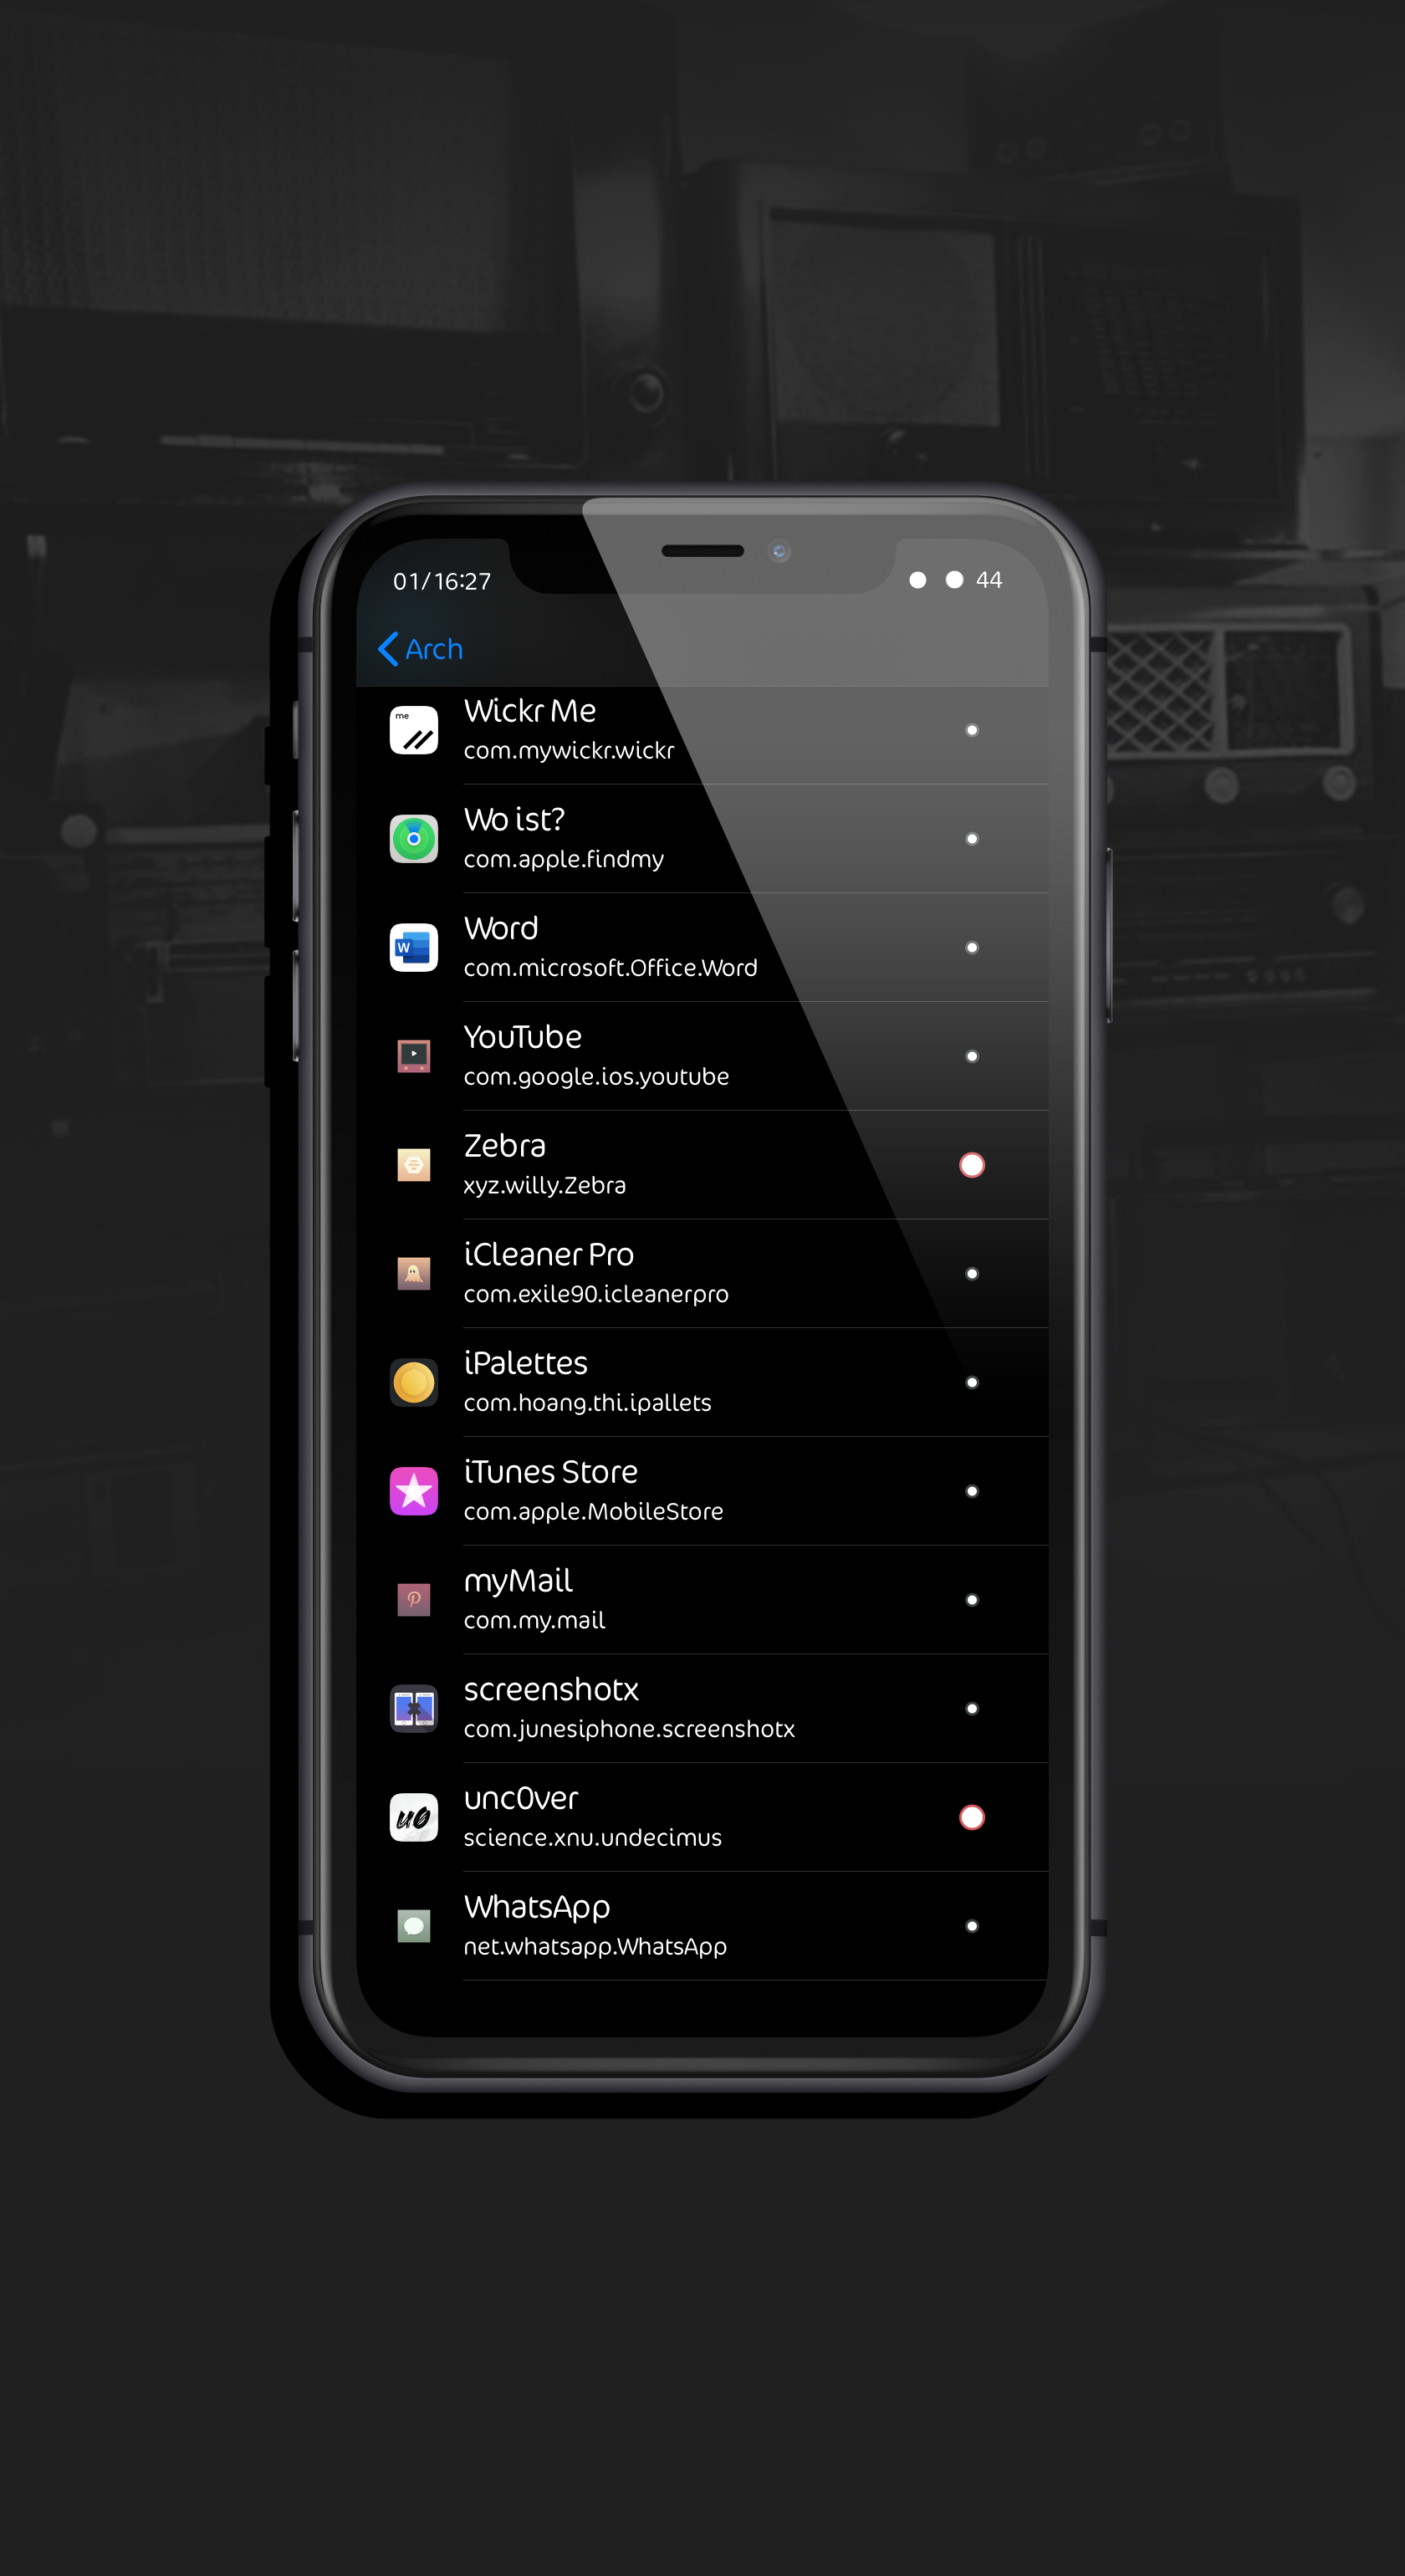 01/16:27
44
Arch
me
Wickr Me
com.mywickr.wickr
Wo ist?
com.apple.findmy
W
Word
com.microsoft.Office.Word
YouTube
com.google.ios.youtube
Zebra
xyz.willy.Zebra
iCleaner Pro
com.exile90.icleanerpro
iPalettes
com.hoang.thi.ipallets
iTunes Store
com.apple.MobileStore
myMail
com.my.mail
screenshotx
com.junesiphone.screenshotx
u0
unc0ver
science.xnu.undecimus
WhatsApp
net.whatsapp.WhatsApp